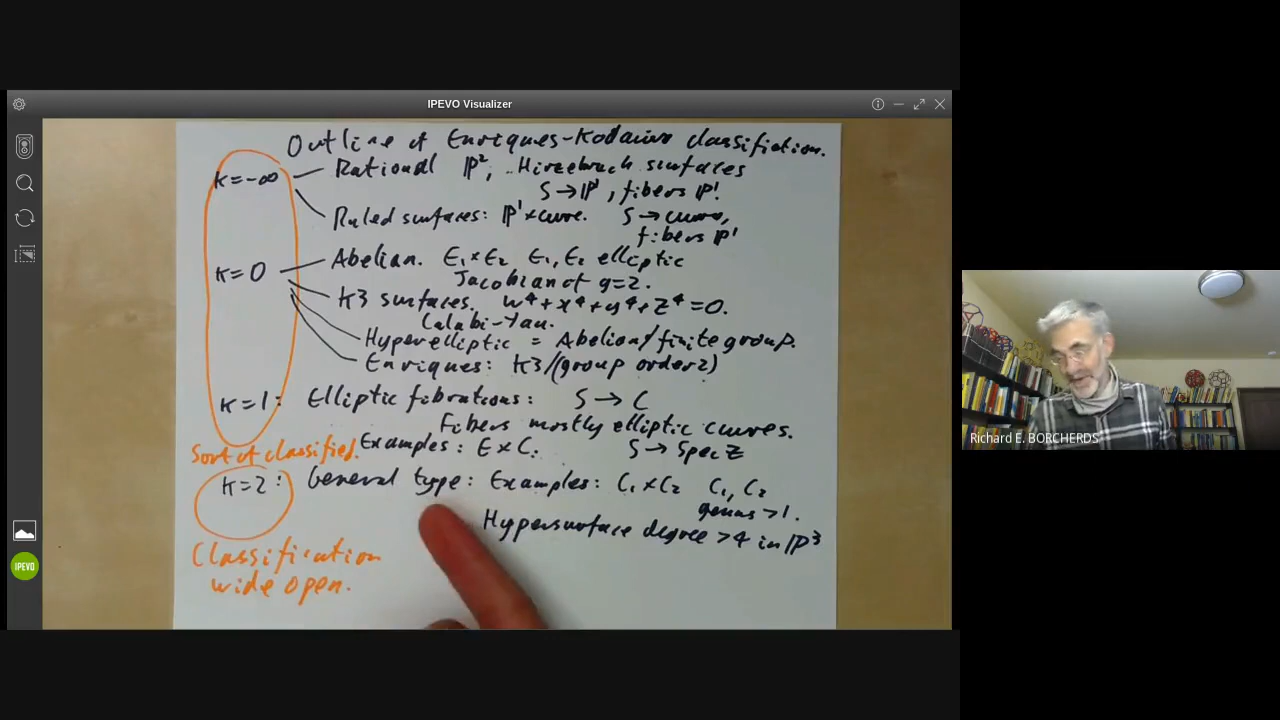 IPEVO Visualizer
Outline of Enriques-Kodaira classifiction.
κ=-∞ Rational ℙ², Hirzebruch surfaces
S→ℙ¹, fibers ℙ¹.
Ruled surfaces: ℙ¹×curve. S→curve,
fibers ℙ¹
κ=0 Abelian. E₁×E₂ E₁, E₂ elliptic
Jacobian of g=2.
K3 surfaces. w⁴+x⁴+y⁴+z⁴=0.
Calabi-Yau.
Hyperelliptic = Abelian/finite group.
Enriques: K3/(group order 2)
κ=1: Elliptic fibrations: S→C
Fibers mostly elliptic curves.
Sort of classified. Examples: E×C. S→Spec Z
κ=2: General type: Examples: C₁×C₂ C₁, C₂
genus >1.
Hypersurface degree >4 in ℙ³
Classification
wide open.
IPEVO
Richard E. BORCHERDS